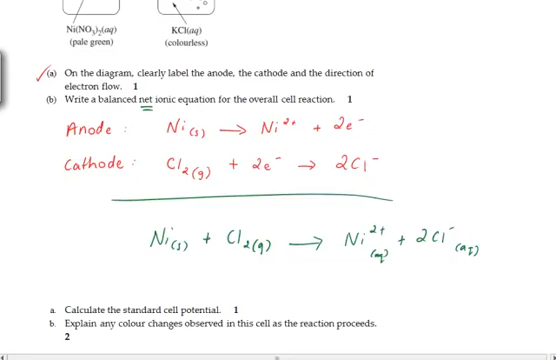 Ni(NO₃)₂(aq) KCl(aq)
(pale green) (colourless)
(a) On the diagram, clearly label the anode, the cathode and the direction of
electron flow. 1
(b) Write a balanced net ionic equation for the overall cell reaction. 1
Anode : Ni(s) → Ni²⁺ + 2e⁻
Cathode : Cl₂(g) + 2e⁻ → 2Cl⁻
Ni(s) + Cl₂(g) → Ni²⁺(aq) + 2Cl⁻(aq)
a. Calculate the standard cell potential. 1
b. Explain any colour changes observed in this cell as the reaction proceeds.
2